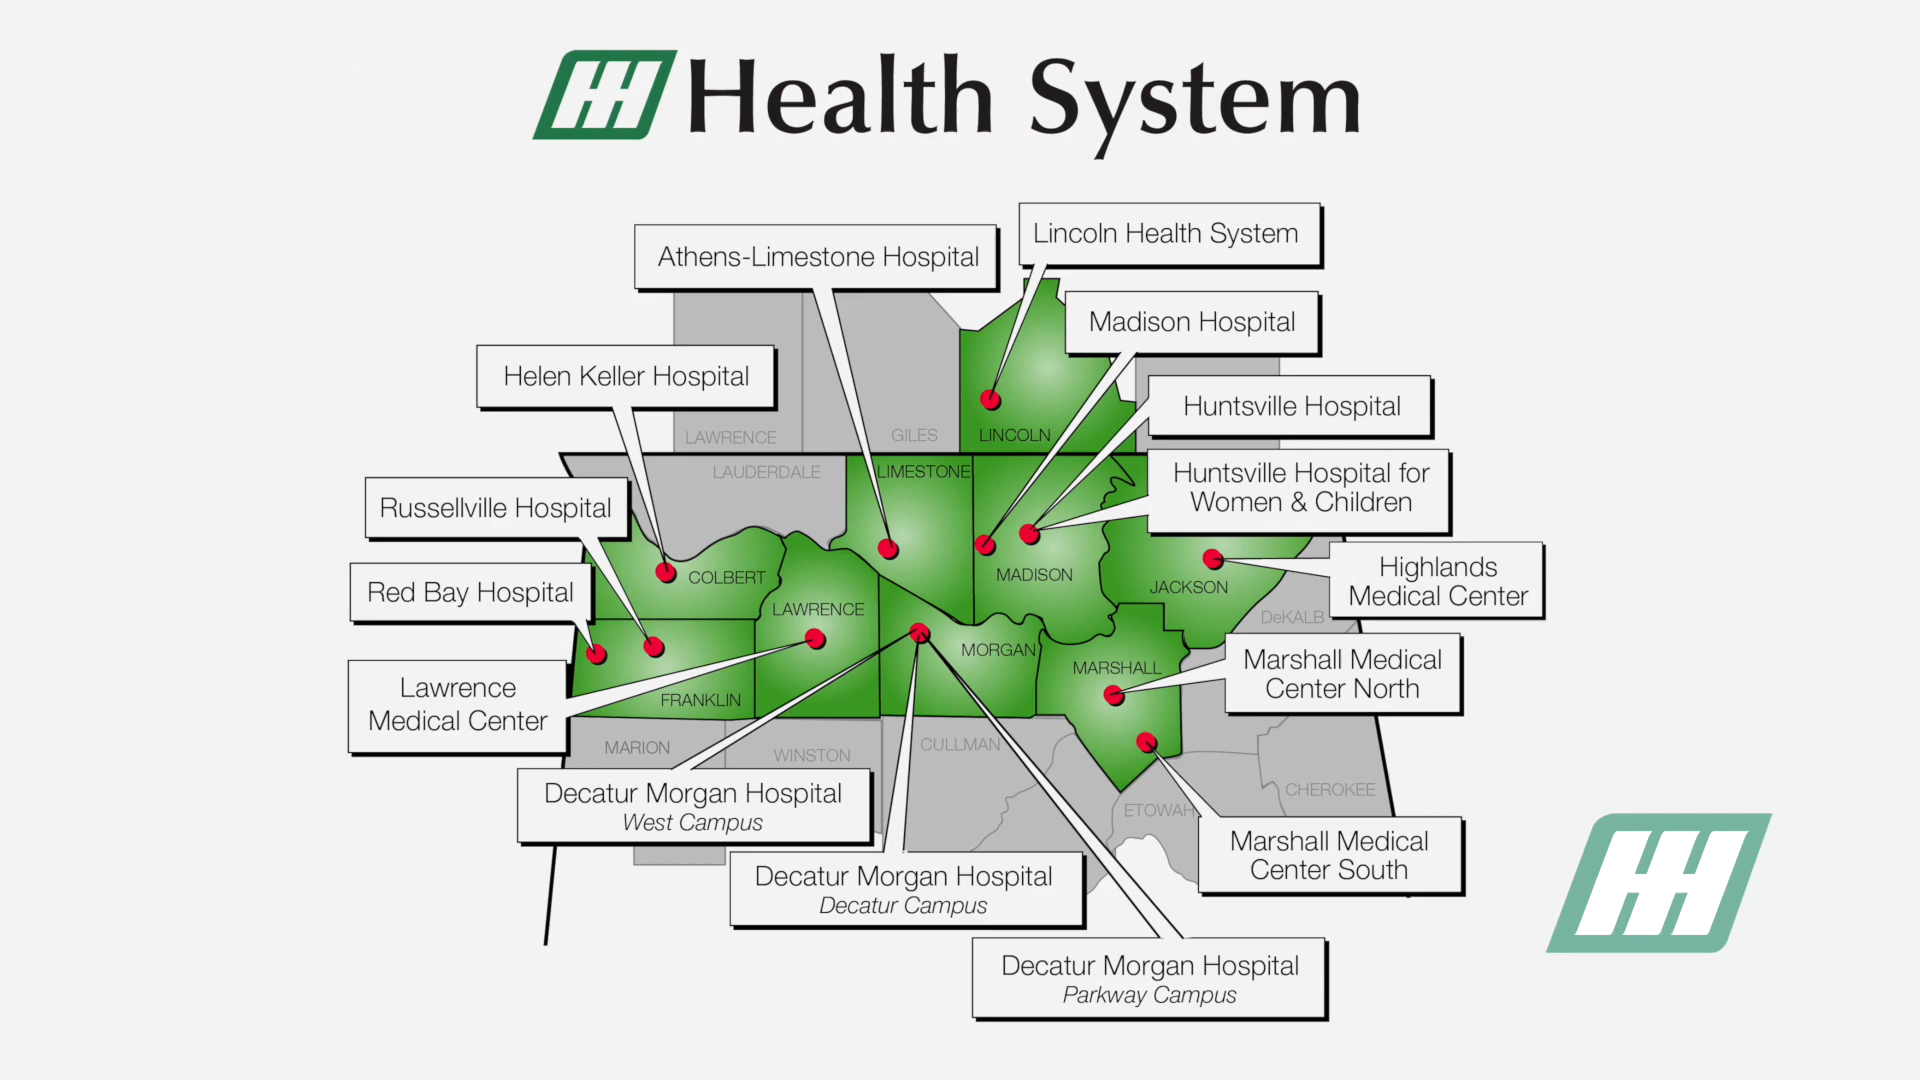 HH Health System
Lincoln Health System
Athens-Limestone Hospital
Madison Hospital
Helen Keller Hospital
Huntsville Hospital
LAWRENCE
GILES
LINCOLN
Huntsville Hospital for
Women & Children
LAUDERDALE
LIMESTONE
Russellville Hospital
Highlands
Medical Center
COLBERT
MADISON
JACKSON
Red Bay Hospital
LAWRENCE
DeKALB
MORGAN
MARSHALL
Marshall Medical
Center North
Lawrence
Medical Center
FRANKLIN
MARION
WINSTON
CULLMAN
CHEROKEE
Decatur Morgan Hospital
West Campus
ETOWAH
Marshall Medical
Center South
Decatur Morgan Hospital
Decatur Campus
HH
Decatur Morgan Hospital
Parkway Campus